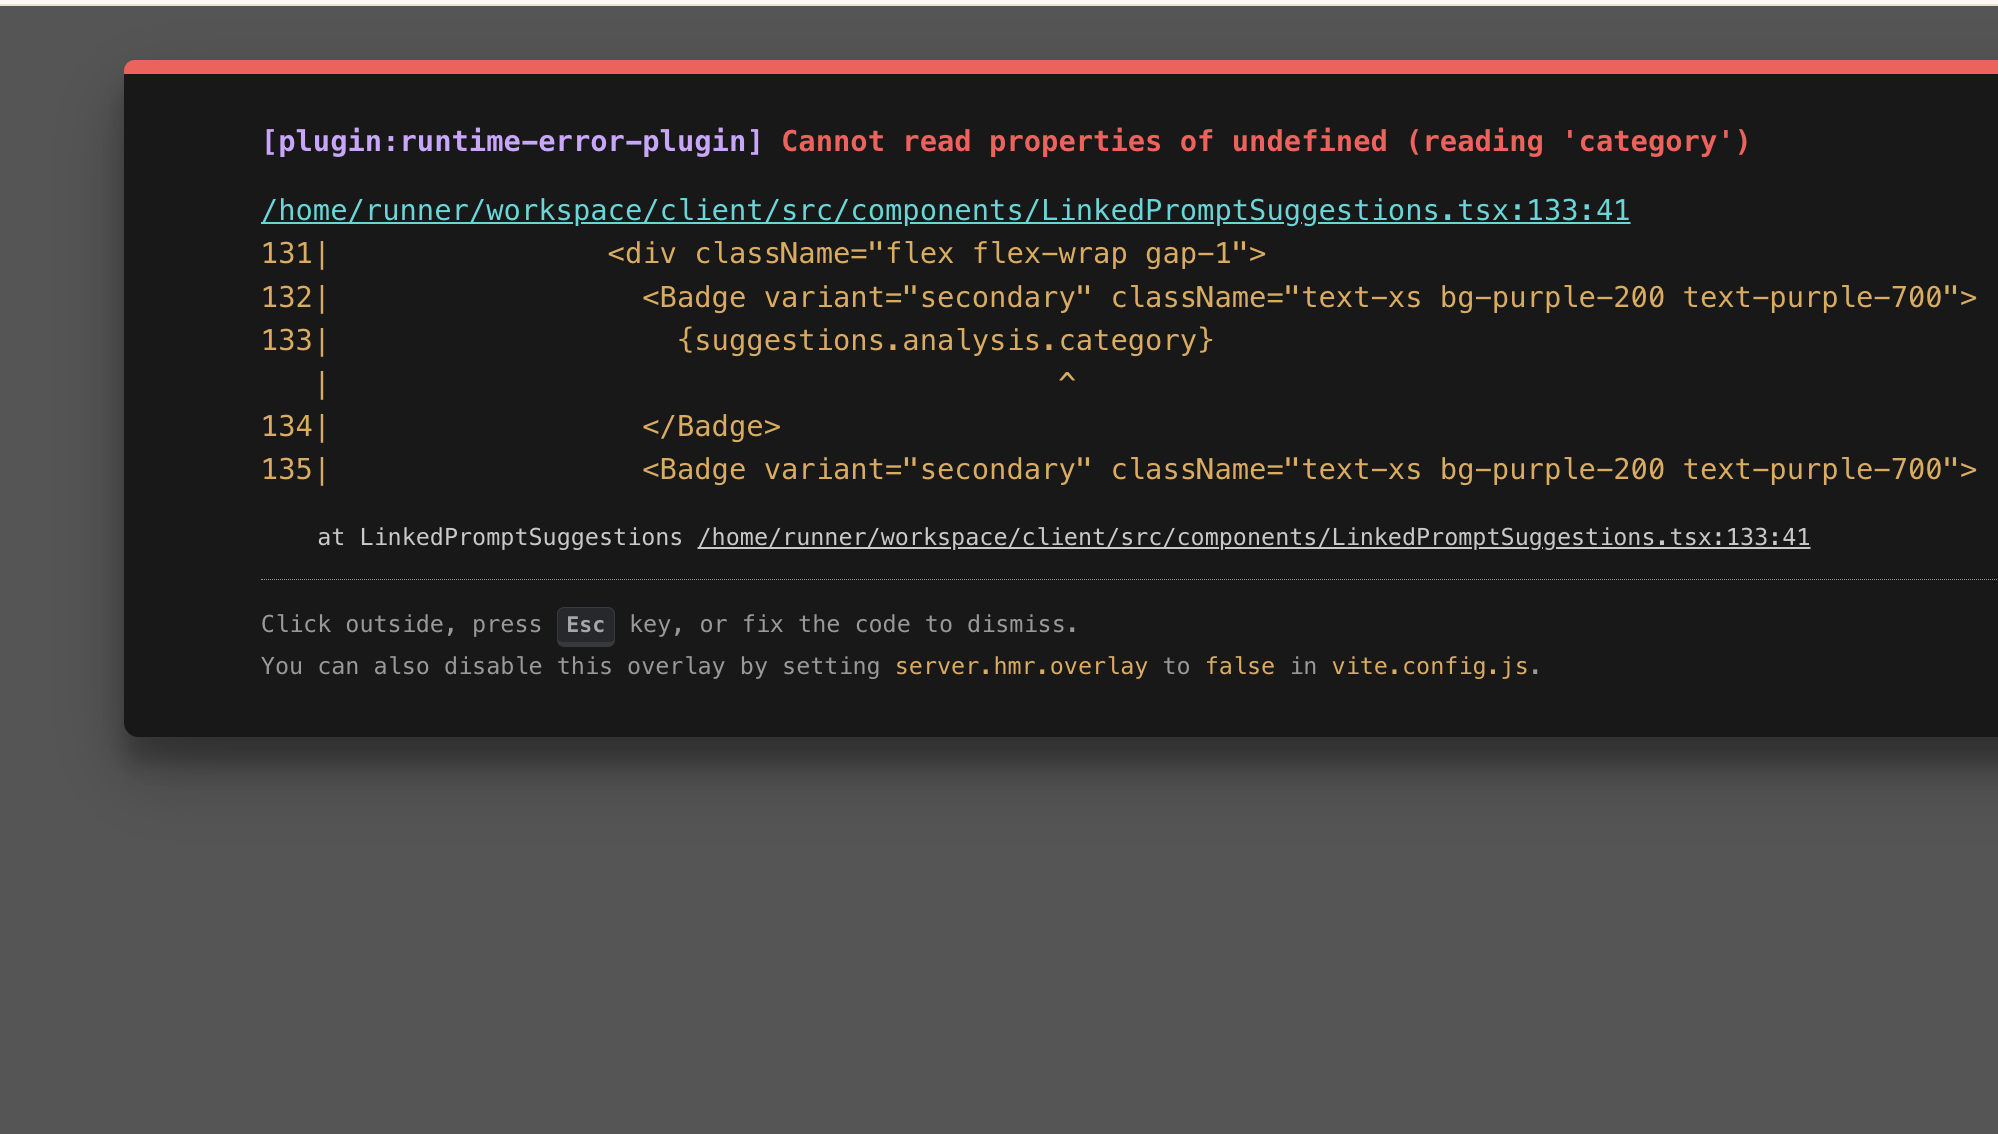 [plugin:runtime-error-plugin] Cannot read properties of undefined (reading 'category')
/home/runner/workspace/client/src/components/LinkedPromptSuggestions.tsx:133:41
131|                <div className="flex flex-wrap gap-1">
132|                  <Badge variant="secondary" className="text-xs bg-purple-200 text-purple-700">
133|                    {suggestions.analysis.category}
   |                                          ^
134|                  </Badge>
135|                  <Badge variant="secondary" className="text-xs bg-purple-200 text-purple-700">
    at LinkedPromptSuggestions /home/runner/workspace/client/src/components/LinkedPromptSuggestions.tsx:133:41
Click outside, press Esc key, or fix the code to dismiss.
You can also disable this overlay by setting server.hmr.overlay to false in vite.config.js.